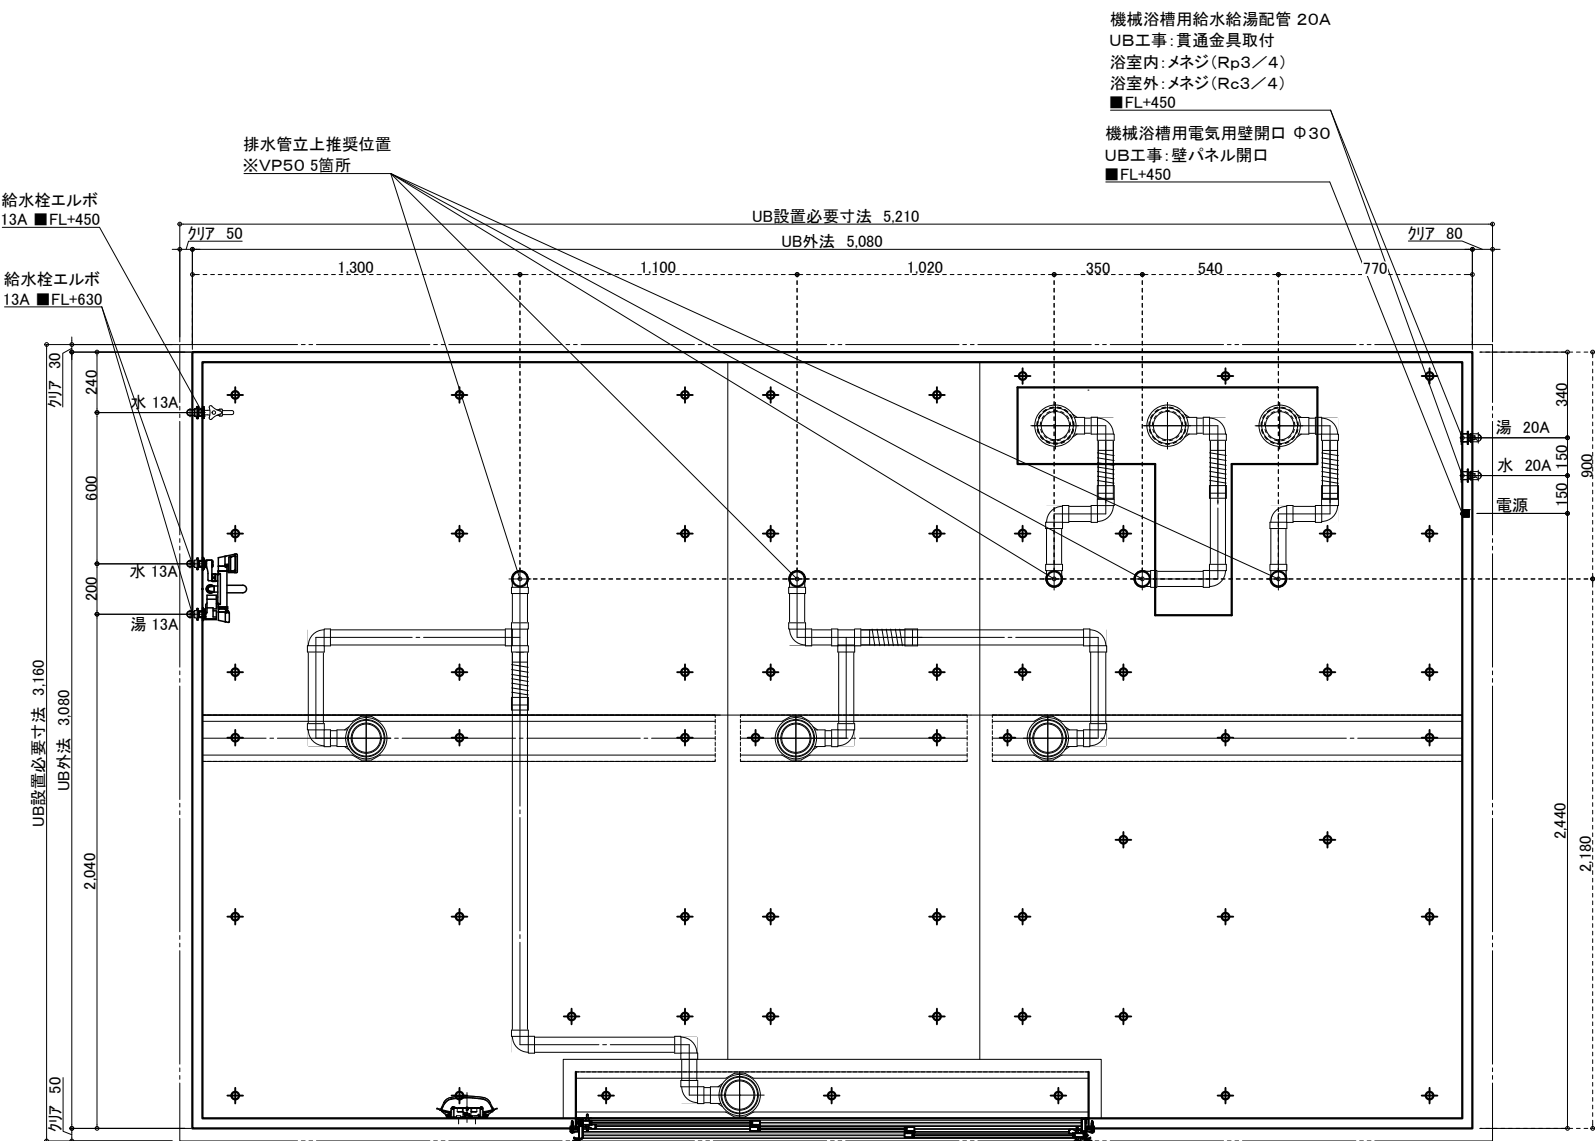 機械浴槽用給水給湯配管 20A
UB工事：貫通金具取付
浴室内：メネジ（Rp3／4）
浴室外：メネジ（Rc3／4）
■FL+450
機械浴槽用電気用壁開口 Φ30
UB工事：壁パネル開口
■FL+450
排水管立上推奨位置
※VP50 5箇所
給水栓エルボ
13A ■FL+450
給水栓エルボ
13A ■FL+630
UB設置必要寸法 5,210
クリア 50
UB外法 5,080
クリア 80
1,300
1,100
1,020
350
540
770
クリア 30
240
600
200
2,040
UB設置必要寸法 3,160
UB外法 3,080
クリア 50
水 13A
水 13A
湯 13A
湯 20A
水 20A
電源
340
150
150
900
2,440
2,180